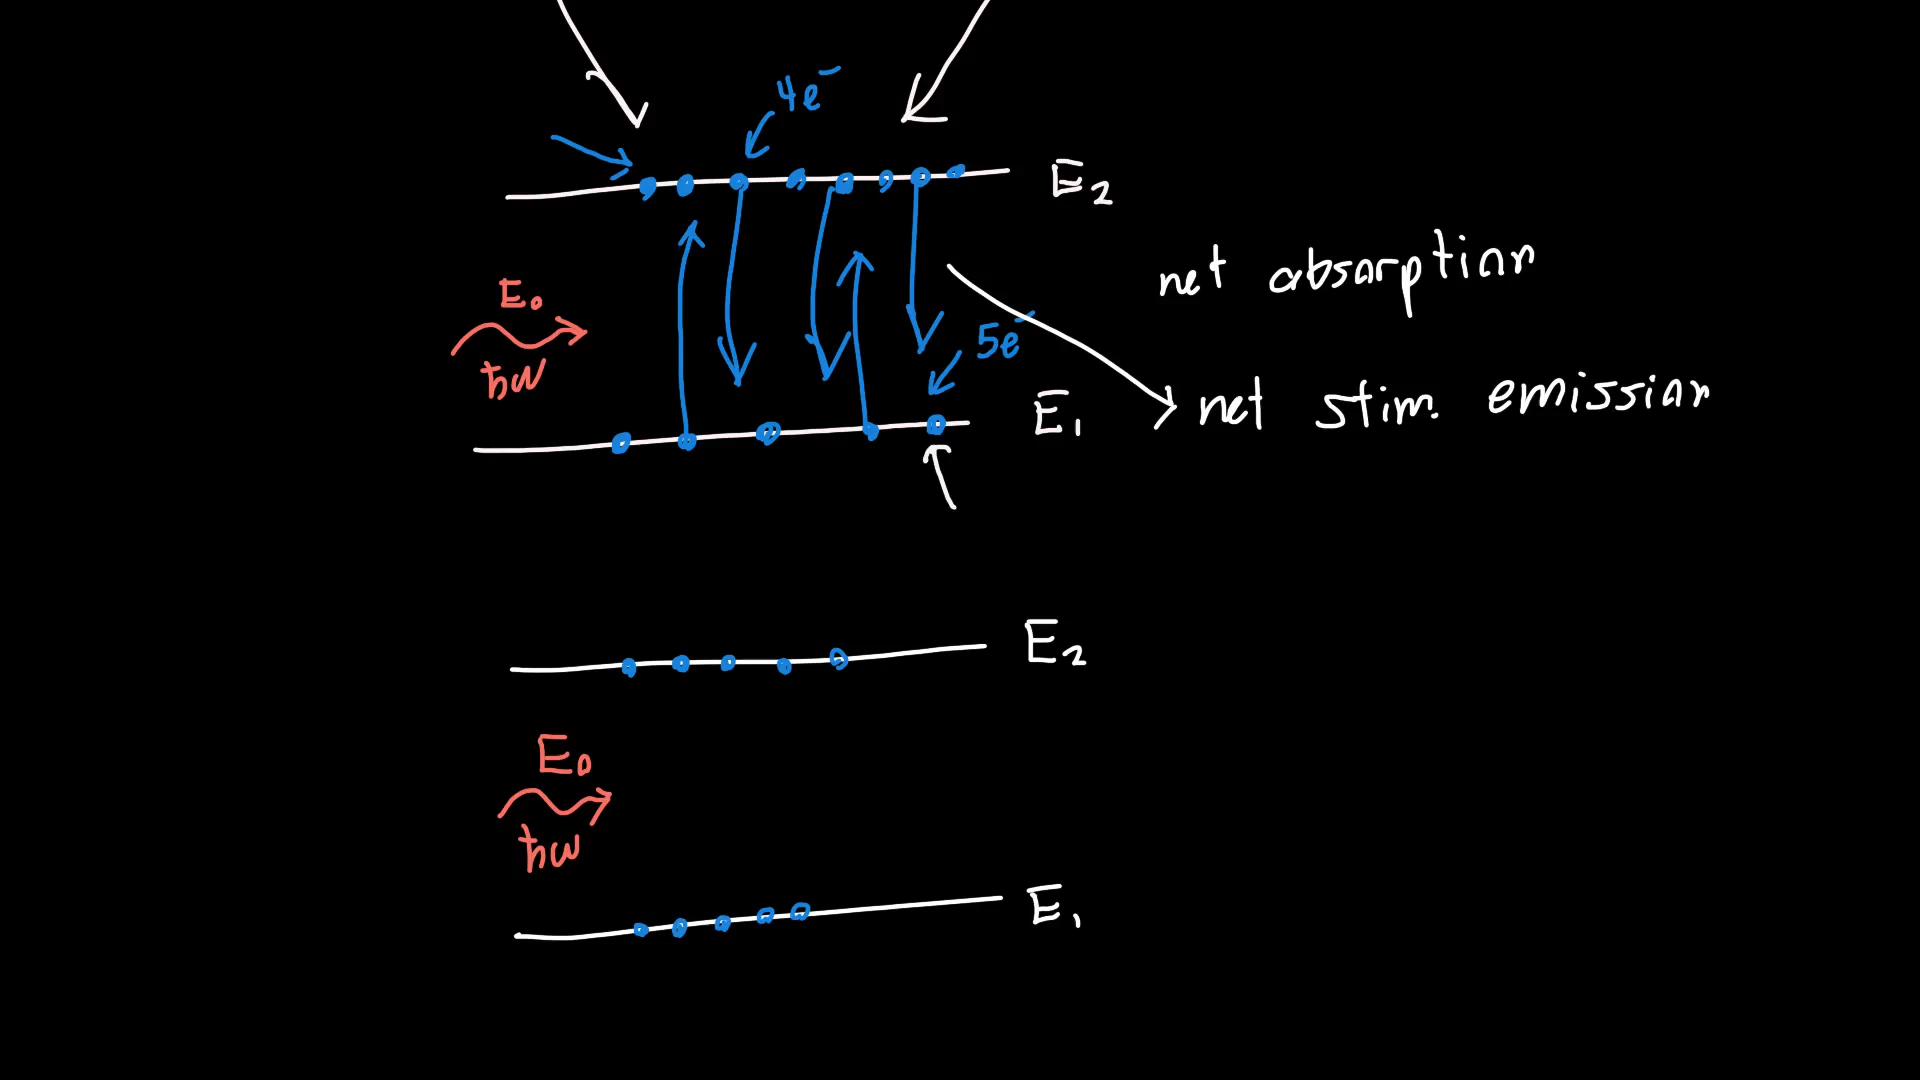 4e⁻
E₂
net absorption
E₀
ħω
5e⁻
E₁
net stim. emission
E₂
E₀
ħω
E₁